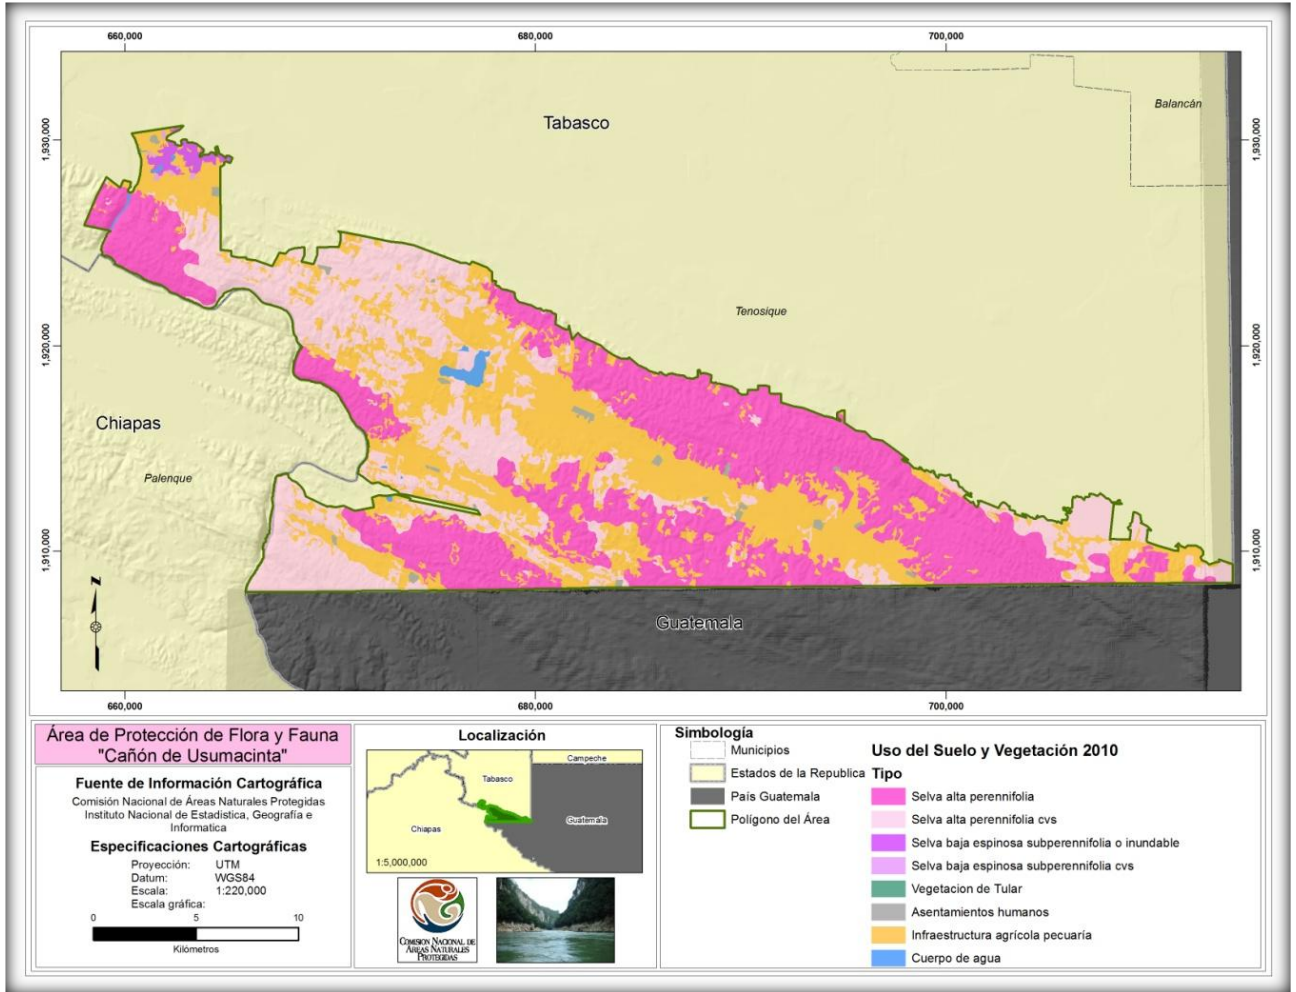 660,000
680,000
700,000
1,930,000
1,930,000
Balancán
Tabasco
Tenosique
1,920,000
1,920,000
Chiapas
Palenque
1,910,000
1,910,000
Z
Guatemala
660,000
680,000
700,000
Área de Protección de Flora y Fauna
"Cañón de Usumacinta"
Fuente de Información Cartográfica
Comisión Nacional de Áreas Naturales Protegidas
Instituto Nacional de Estadística, Geografía e
Informatica
Especificaciones Cartográficas
Proyección: UTM
Datum: WGS84
Escala: 1:220,000
Escala gráfica:
0 5 10
Kilómetros
Localización
Campeche
Tabasco
Chiapas
Guatemala
1:5,000,000
COMISION NACIONAL DE
AREAS NATURALES
PROTEGIDAS
Simbología
Municipios
Estados de la Republica
País Guatemala
Polígono del Área
Uso del Suelo y Vegetación 2010
Tipo
Selva alta perennifolia
Selva alta perennifolia cvs
Selva baja espinosa subperennifolia o inundable
Selva baja espinosa subperennifolia cvs
Vegetacion de Tular
Asentamientos humanos
Infraestructura agrícola pecuaría
Cuerpo de agua